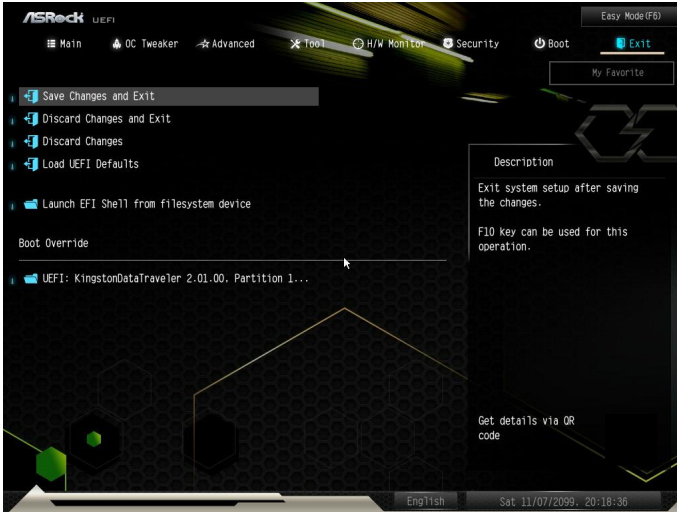 ASRock UEFI
Easy Mode(F6)
Main
OC Tweaker
Advanced
Tool
H/W Monitor
Security
Boot
Exit
My Favorite
Save Changes and Exit
Discard Changes and Exit
Discard Changes
Load UEFI Defaults
Launch EFI Shell from filesystem device
Boot Override
UEFI: KingstonDataTraveler 2.01.00, Partition 1...
Description
Exit system setup after saving
the changes.
F10 key can be used for this
operation.
Get details via QR
code
English
Sat 11/07/2099. 20:18:36